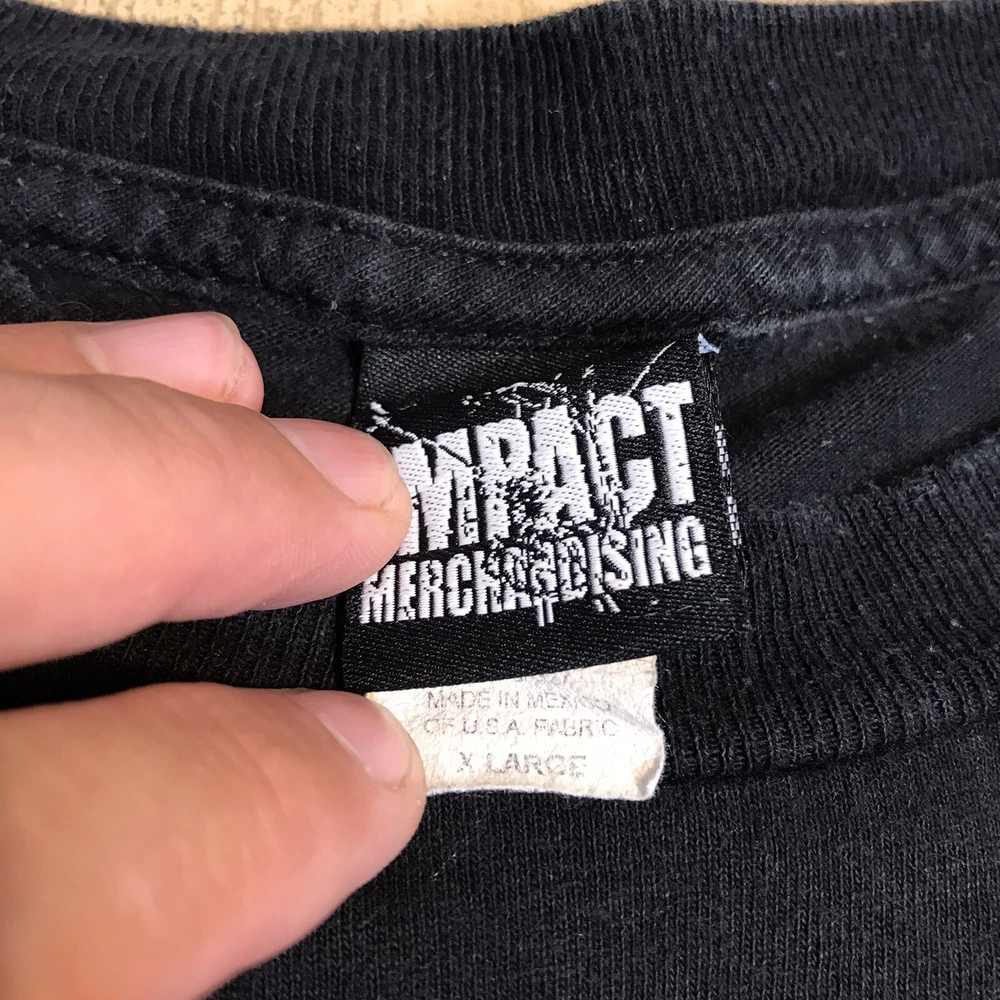 IMPACT
MERCHANDISING
MADE IN MEXICO
OF U.S.A. FABRIC
X LARGE